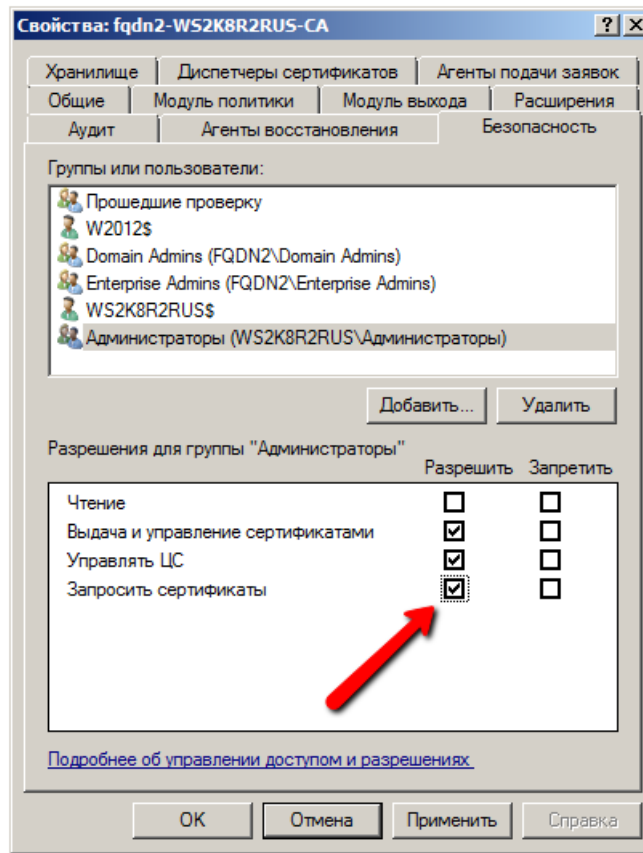 Свойства: fqdn2-WS2K8R2RUS-CA
Хранилище Диспетчеры сертификатов Агенты подачи заявок
Общие Модуль политики Модуль выхода Расширения
Аудит Агенты восстановления Безопасность
Группы или пользователи:
Прошедшие проверку
W2012$
Domain Admins (FQDN2\Domain Admins)
Enterprise Admins (FQDN2\Enterprise Admins)
WS2K8R2RUS$
Администраторы (WS2K8R2RUS\Администраторы)
Добавить... Удалить
Разрешения для группы "Администраторы"
Разрешить Запретить
Чтение
Выдача и управление сертификатами
Управлять ЦС
Запросить сертификаты
Подробнее об управлении доступом и разрешениях
OK Отмена Применить Справка